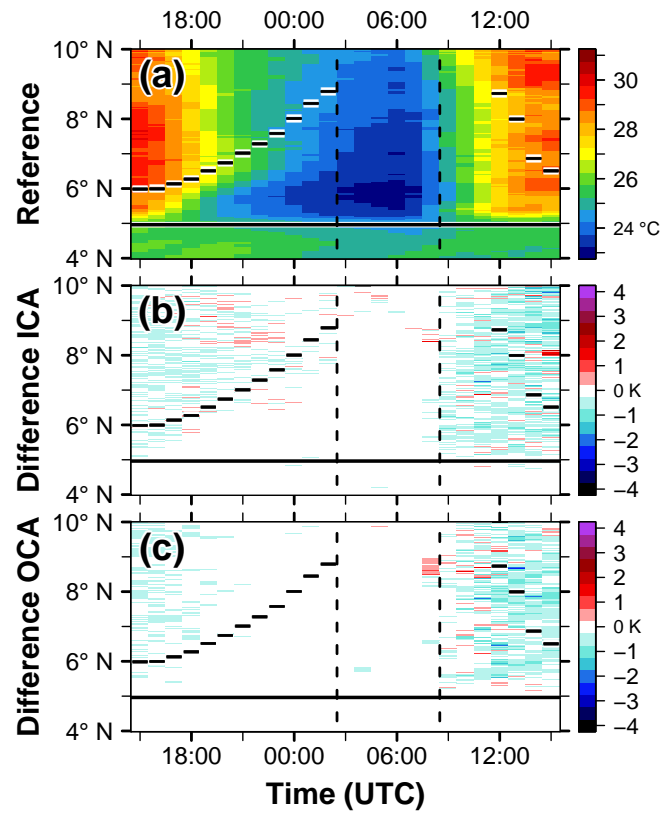 18:00 00:00 06:00 12:00
Reference
10° N
8° N
6° N
4° N
(a)
30
28
26
24 °C
Difference ICA
10° N
8° N
6° N
4° N
(b)
4
3
2
1
0 K
−1
−2
−3
−4
Difference OCA
10° N
8° N
6° N
4° N
(c)
4
3
2
1
0 K
−1
−2
−3
−4
18:00 00:00 06:00 12:00
Time (UTC)